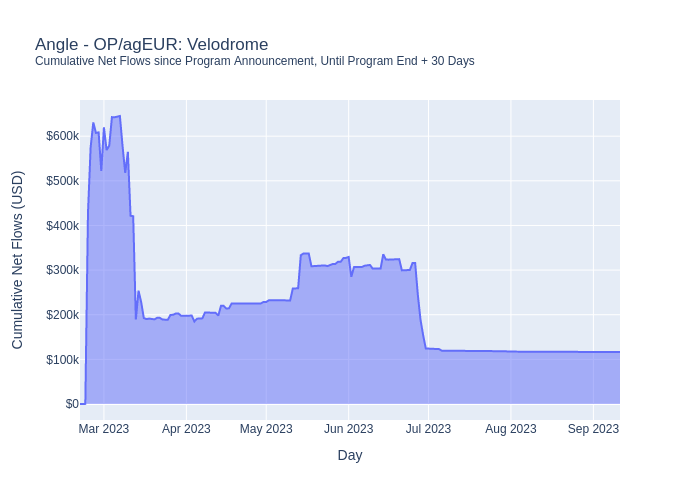 Angle - OP/agEUR: Velodrome
Cumulative Net Flows since Program Announcement, Until Program End + 30 Days
Cumulative Net Flows (USD)
$600k
$500k
$400k
$300k
$200k
$100k
$0
Mar 2023 Apr 2023 May 2023 Jun 2023 Jul 2023 Aug 2023 Sep 2023
Day